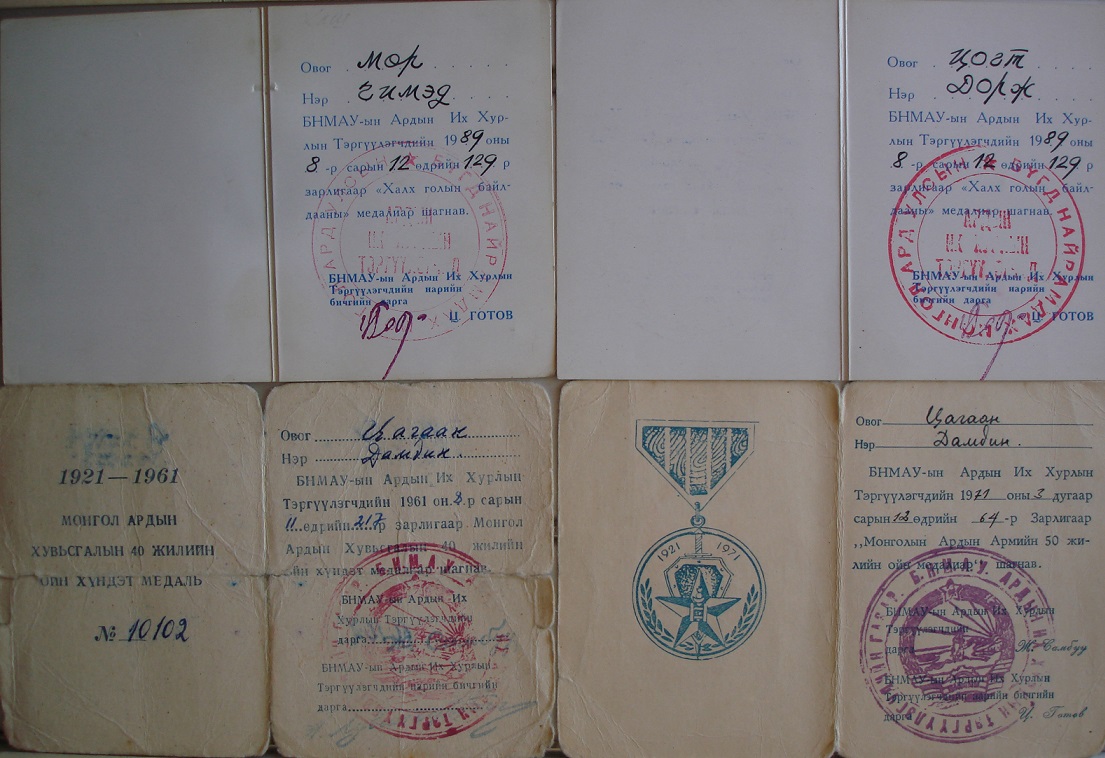 Овог Мөр
Нэр Чимэд
БНМАУ-ын Ардын Их Хур-
лын Тэргүүлэгчдийн 1989 оны
8-р сарын 12 өдрийн 129 р
зарлигаар «Халх голын байл-
дааны» медалиар шагнав.
БНМАУ-ын Ардын Их Хурлын
Тэргүүлэгчдийн нарийн
бичгийн дарга
Ц ГОТОВ
Овог Цогт
Нэр Дорж
БНМАУ-ын Ардын Их Хур-
лын Тэргүүлэгчдийн 1989 оны
8-р сарын 12 өдрийн 129 р
зарлигаар «Халх голын байл-
дааны» медалиар шагнав.
АРДЫН
ИХ ХУРЛЫН
БНМАУ-ын Ардын Их Хурлын
Тэргүүлэгчдийн нарийн
бичгийн дарга
Ц ГОТОВ
1921—1961
МОНГОЛ АРДЫН
ХУВЬСГАЛЫН 40 ЖИЛИЙН
ОЙН ХҮНДЭТ МЕДАЛЬ
№ 10102
Овог Цагаан
Нэр Дамбин
БНМАУ-ын Ардын Их Хурлын
Тэргүүлэгчдийн 1961 он р сарын
11 өдрийн 217 р зарлигаар Монгол
Ардын Хувьсгалын 40 жилийн
ойн хүндэт медалиар шагнав.
БНМАУ-ын Ардын Их
Хурлын Тэргүүлэгчдийн
дарга
БНМАУ-ын Ардын Их Хурлын
Тэргүүлэгчдийн нарийн бичгийн
дарга
1921 1971
Овог Цагаан
Нэр Дамбин.
БНМАУ-ын Ардын Их Хурлын
Тэргүүлэгчдийн 1971 оны 3 дугаар
сарын 12 өдрийн 64-р Зарлигаар
,,Монголын Ардын Армийн 50 жи-
лийн ойн медалиар" шагнав.
БНМАУ-ын Ардын Их Хурлын
Тэргүүлэгчдийн
дарга Ж. Самбуу
БНМАУ-ын Ардын Их Хурлын
Тэргүүлэгчдийн нарийн бичгийн
дарга Ц. Готов